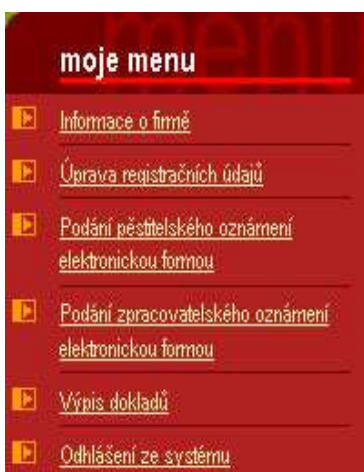 moje menu
Informace o firmě
Úprava registračních údajů
Podání pěstitelského oznámení
elektronickou formou
Podání zpracovatelského oznámení
elektronickou formou
Výpis dokladů
Odhlášení ze systému